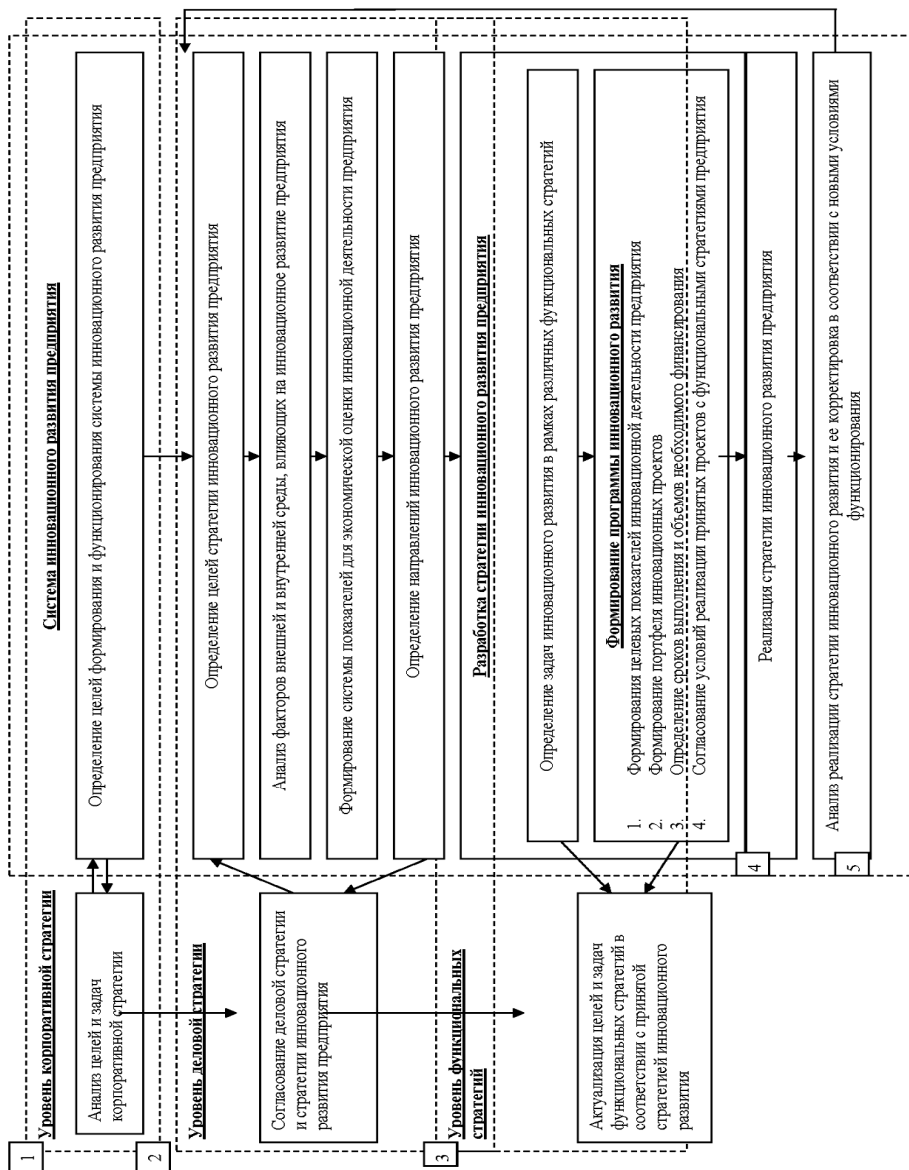 1
Уровень корпоративной стратегии
Анализ целей и задач
корпоративной стратегии
2
Система инновационного развития предприятия
Определение целей формирования и функционирования системы инновационного развития предприятия
Уровень деловой стратегии
Согласование деловой стратегии
и стратегии инновационного
развития предприятия
Определение целей стратегии инновационного развития предприятия
Анализ факторов внешней и внутренней среды, влияющих на инновационное развитие предприятия
Формирование системы показателей для экономической оценки инновационной деятельности предприятия
Определение направлений инновационного развития предприятия
3
Уровень функциональных
стратегий
Актуализация целей и задач
функциональных стратегий в
соответствии с принятой
стратегией инновационного
развития
Разработка стратегии инновационного развития предприятия
Определение задач инновационного развития в рамках различных функциональных стратегий
Формирование программы инновационного развития
1. Формирования целевых показателей инновационной деятельности предприятия
2. Формирование портфеля инновационных проектов
3. Определение сроков выполнения и объемов необходимого финансирования
4. Согласование условий реализации принятых проектов с функциональными стратегиями предприятия
4
Реализация стратегии инновационного развития предприятия
5
Анализ реализации стратегии инновационного развития и ее корректировка в соответствии с новыми условиями
функционирования